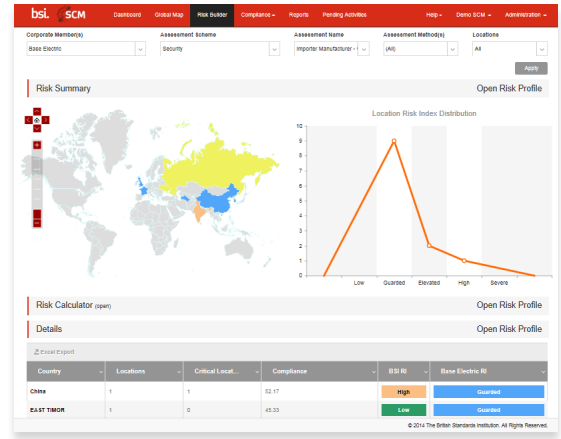 bsi. SCM Dashboard Global Map Risk Builder Compliance Reports Pending Activities Help Demo SCM Administration
Corporate Member(s) Assessment Scheme Assessment Name Assessment Method(s) Locations
Base Electric Security Importer Manufacturer - (All) All
Apply
Risk Summary Open Risk Profile
Location Risk Index Distribution
10
9
8
7
6
5
4
3
2
1
0
Low Guarded Elevated High Severe
Risk Calculator (open) Open Risk Profile
Details Open Risk Profile
Excel Export
Country Locations Critical Locat... Compliance BSI RI Base Electric RI
China 1 1 52.17 High Guarded
EAST TIMOR 1 0 45.33 Low Guarded
© 2014 The British Standards Institution. All Rights Reserved.